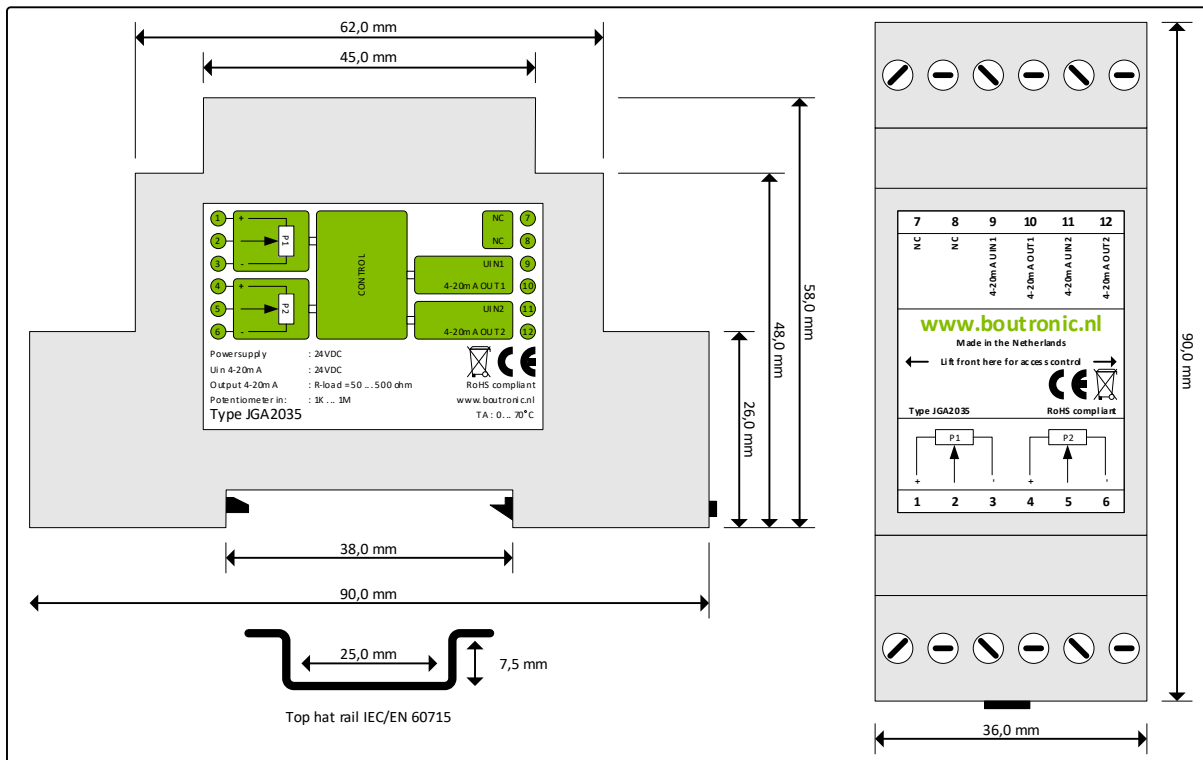 62,0 mm
45,0 mm
1 +
2
3 -
P1
4 +
5
6 -
P2
CONTROL
NC 7
NC 8
UIN1 9
4-20mA OUT1 10
UIN2 11
4-20mA OUT2 12
Powersupply : 24VDC
Uin 4-20mA : 24VDC
Output 4-20mA : R-load = 50 ... 500 ohm
Potentiometer in: : 1K ... 1M
Type JGA2035
CE
RoHS compliant
www.boutronic.nl
TA : 0... 70°C
58,0 mm
48,0 mm
26,0 mm
38,0 mm
90,0 mm
25,0 mm
7,5 mm
Top hat rail IEC/EN 60715
7 8 9 10 11 12
NC
NC
4-20mA UIN1
4-20mA OUT1
4-20mA UIN2
4-20mA OUT2
www.boutronic.nl
Made in the Netherlands
Lift front here for access control
CE
Type JGA2035 RoHS compliant
P1 P2
+ - + -
1 2 3 4 5 6
90,0 mm
36,0 mm